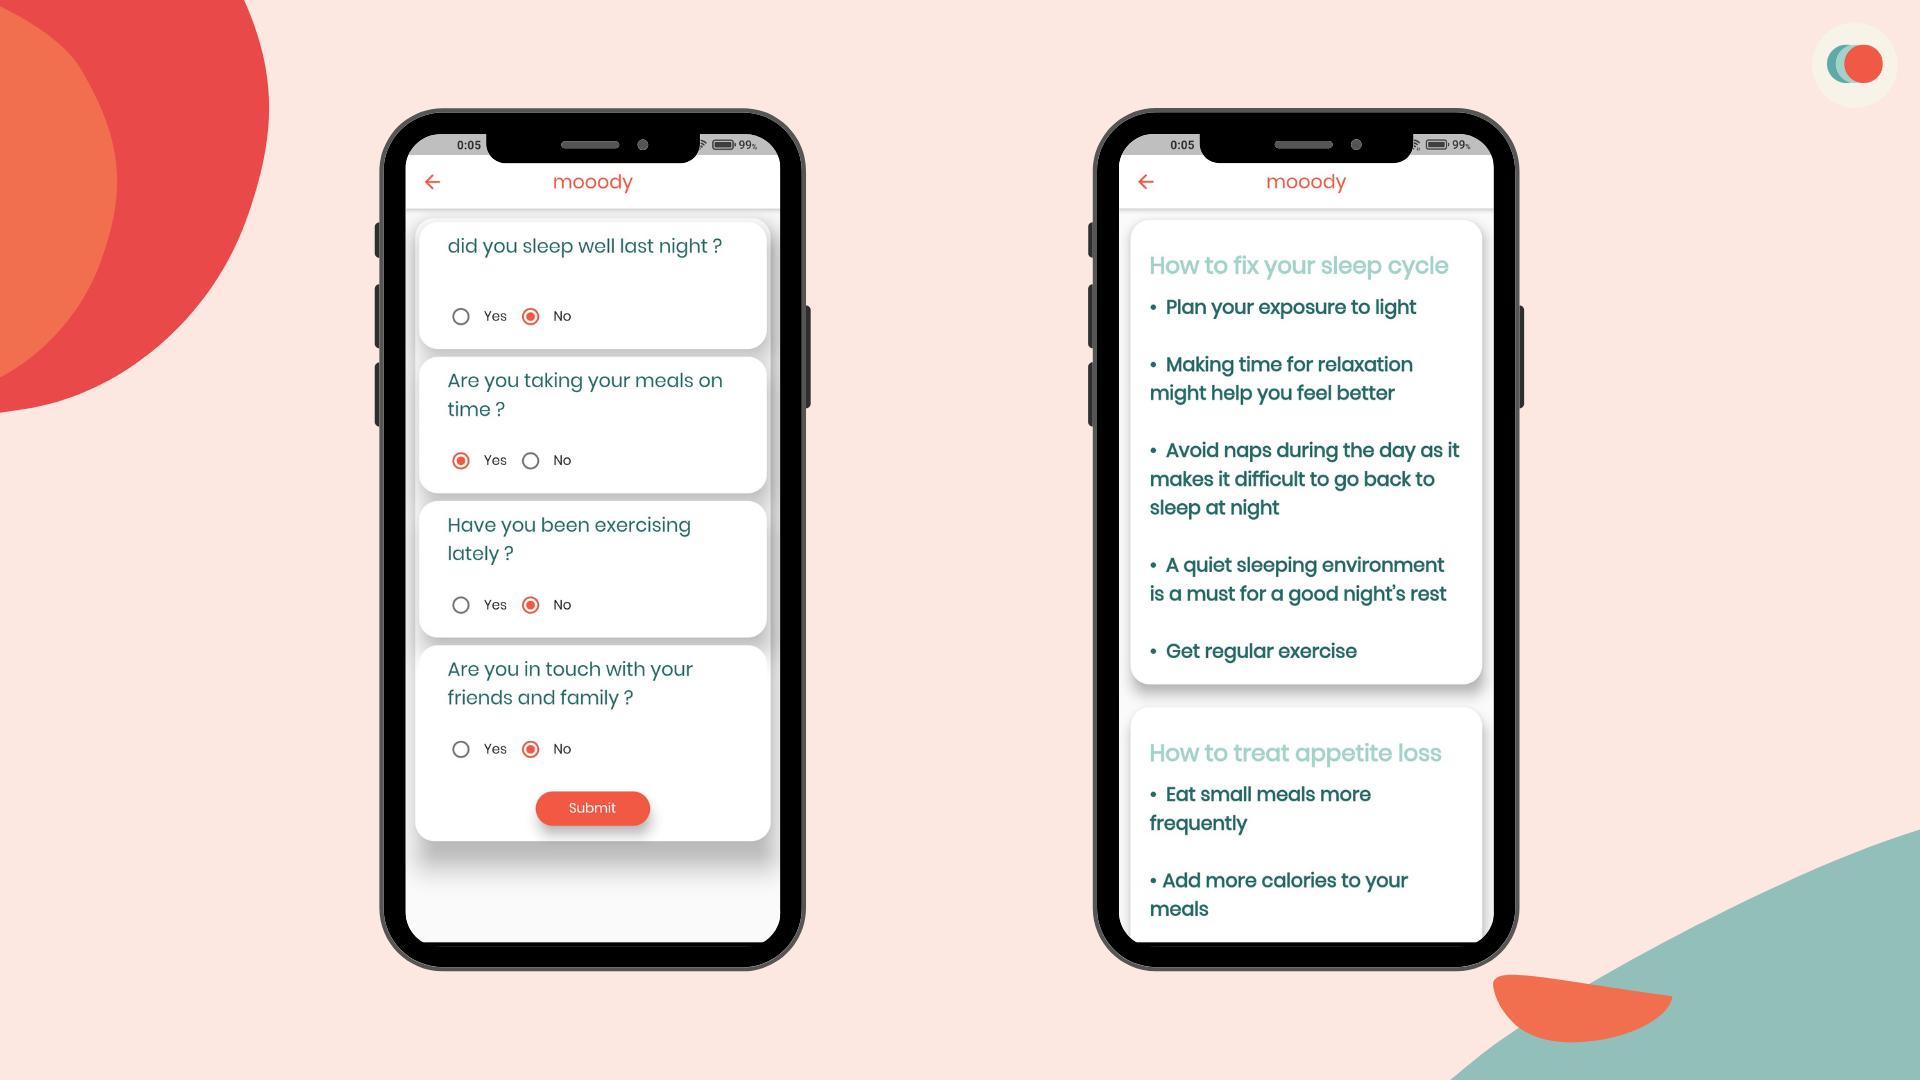 0:05
99%
mooody
did you sleep well last night ?
Yes No
Are you taking your meals on
time ?
Yes No
Have you been exercising
lately ?
Yes No
Are you in touch with your
friends and family ?
Yes No
Submit
0:05
99%
mooody
How to fix your sleep cycle
• Plan your exposure to light
• Making time for relaxation
might help you feel better
• Avoid naps during the day as it
makes it difficult to go back to
sleep at night
• A quiet sleeping environment
is a must for a good night’s rest
• Get regular exercise
How to treat appetite loss
• Eat small meals more
frequently
• Add more calories to your
meals